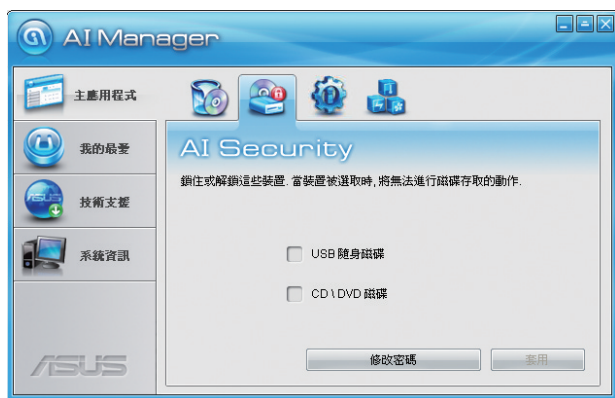 AI Manager
主應用程式
我的最愛
技術支援
系統資訊
AI Security
鎖住或解鎖這些裝置. 當裝置被選取時, 將無法進行磁碟存取的動作.
USB 隨身磁碟
CD \ DVD 磁碟
修改密碼
套用
ASUS